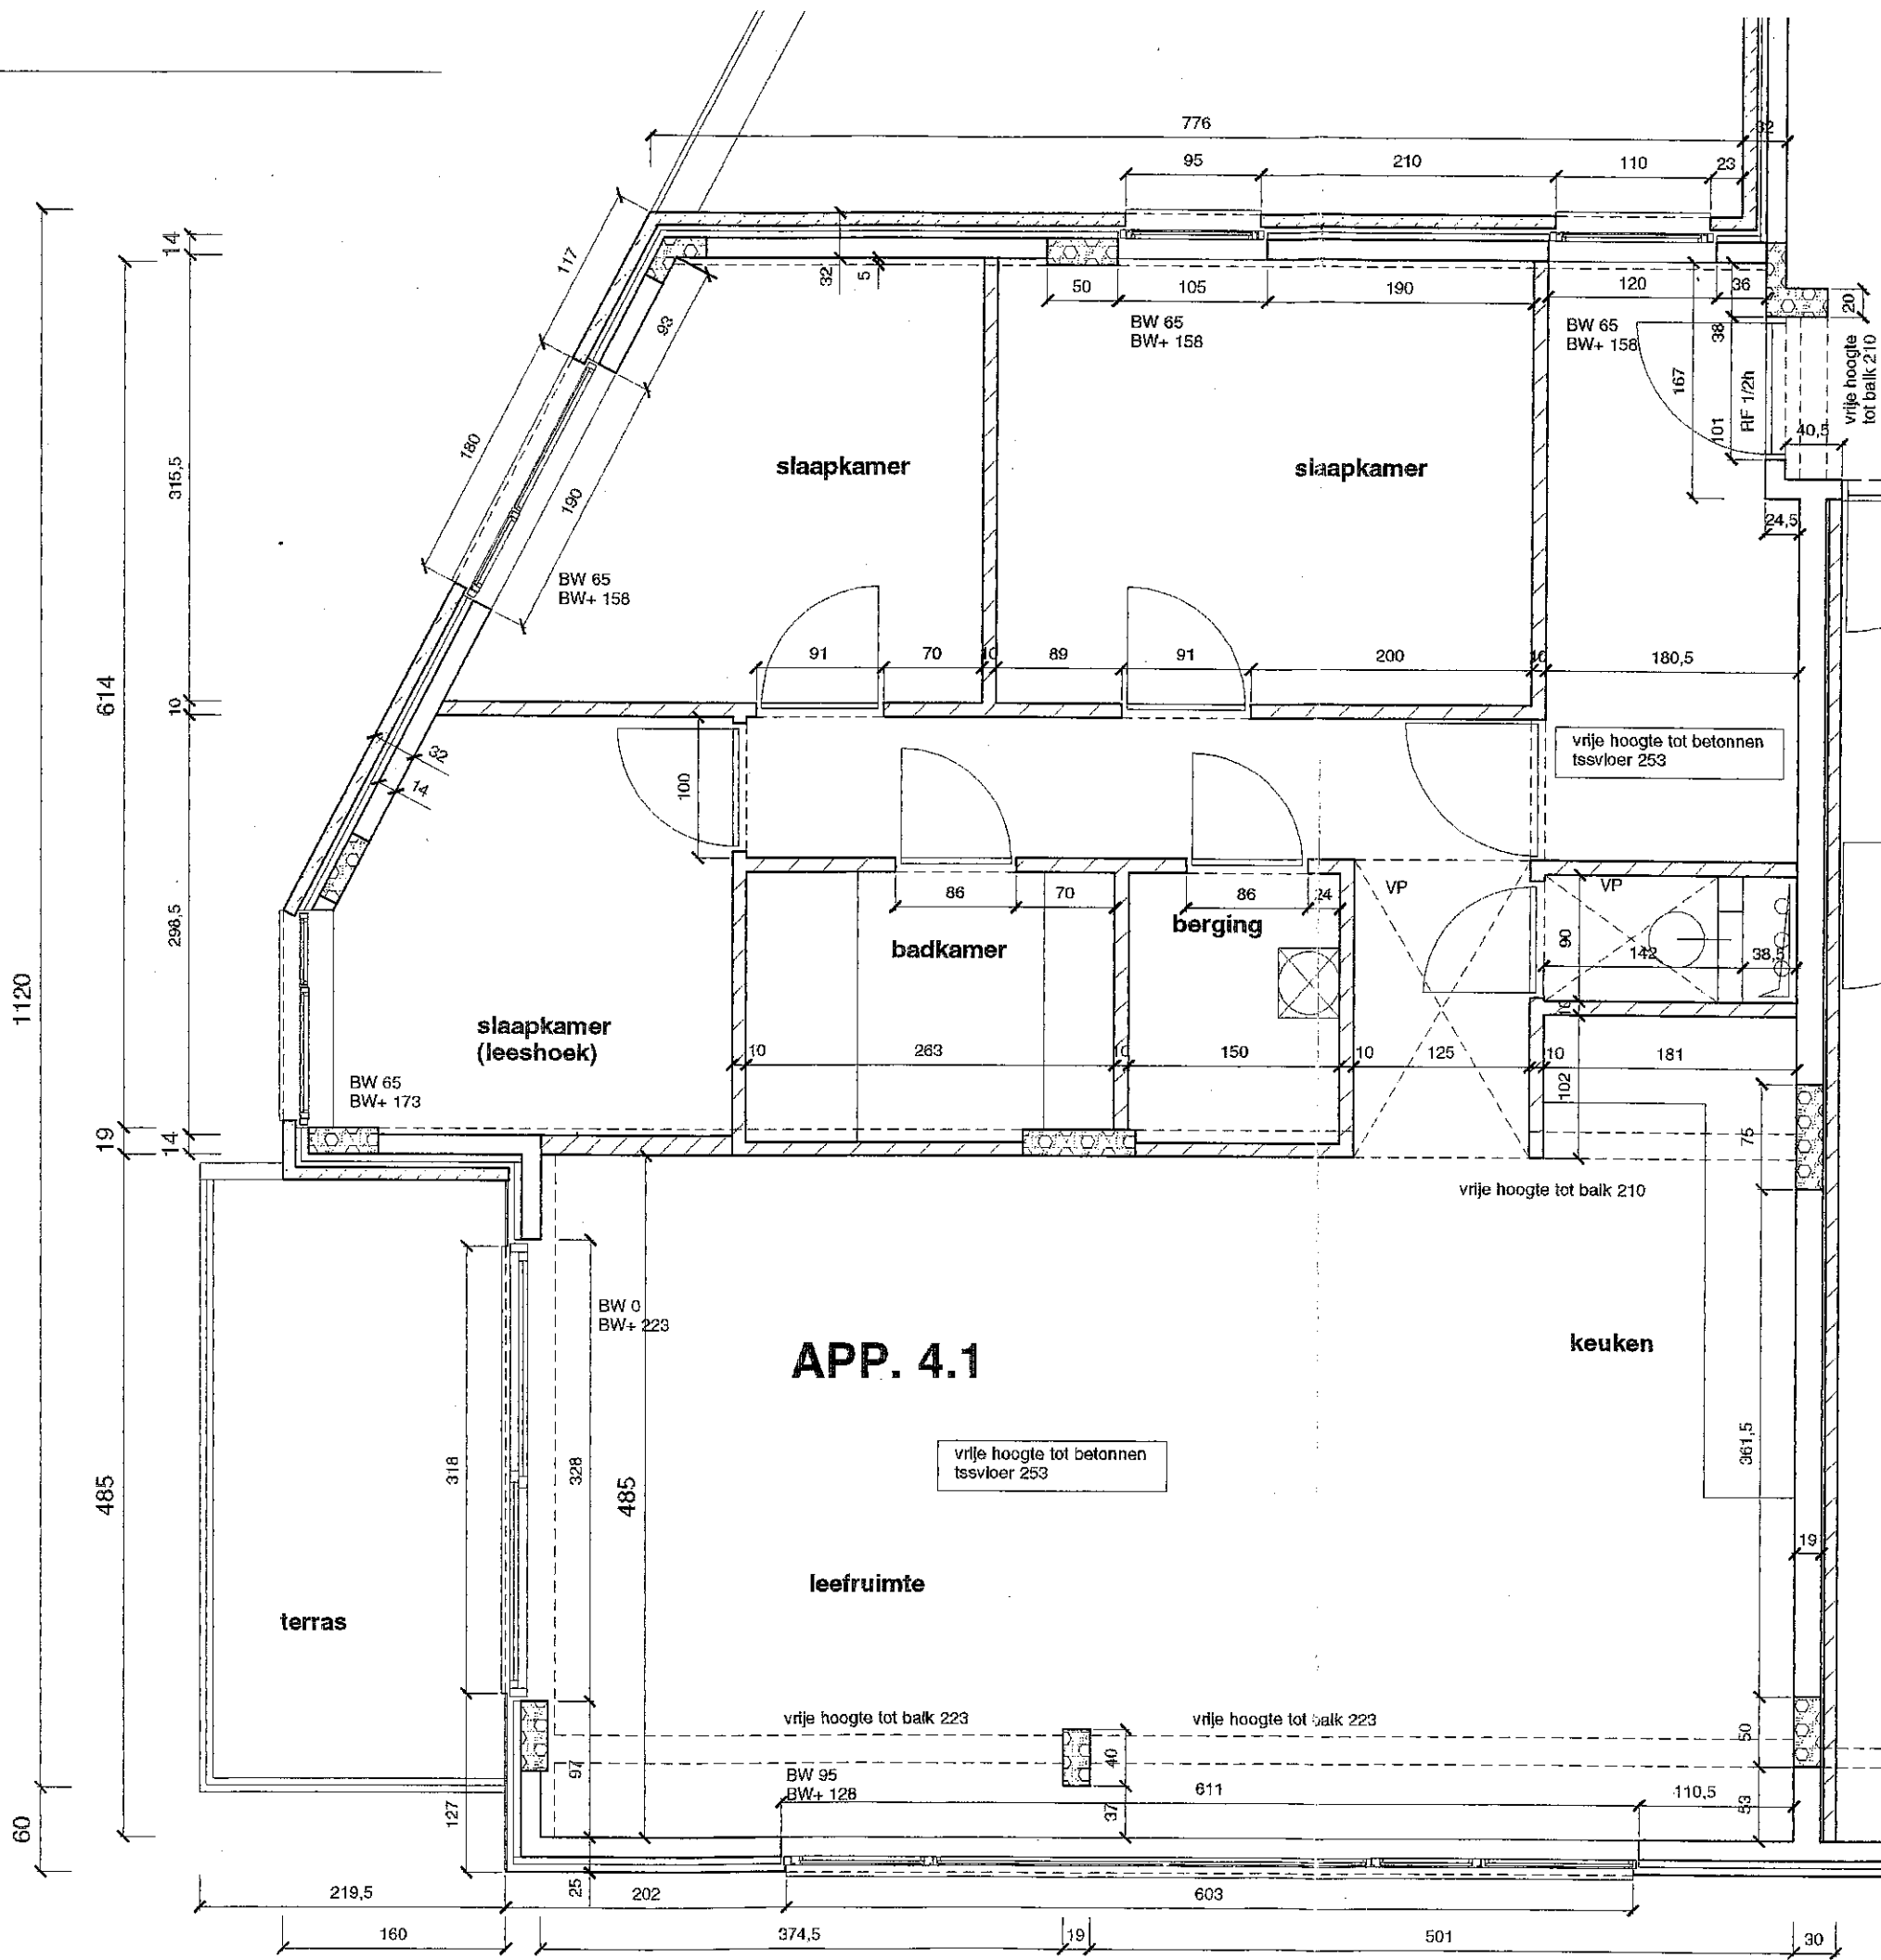 776
32
95
210
110
23
14
117
32
5
93
50
105
190
120
36
20
BW 65
BW+ 158
BW 65
BW+ 158
38
167
vrije hoogte
tot balk 210
RF 1/2h
101
40,5
180
315,5
slaapkamer
slaapkamer
190
24,5
BW 65
BW+ 158
91
70
10
89
91
200
10
180,5
614
10
vrije hoogte tot betonnen
tssvloer 253
32
14
100
VP
VP
86
70
86
24
298,5
berging
badkamer
90
142
38,5
1120
10
slaapkamer
(leeshoek)
10
263
10
150
10
125
10
181
BW 65
BW+ 173
102
19
14
75
vrije hoogte tot balk 210
BW 0
BW+ 223
APP. 4.1
keuken
318
328
485
485
vrije hoogte tot betonnen
tssvloer 253
361,5
19
leefruimte
terras
vrije hoogte tot balk 223
vrije hoogte tot balk 223
50
40
97
BW 95
BW+ 128
611
110,5
60
127
37
53
219,5
25
202
603
160
374,5
19
501
30